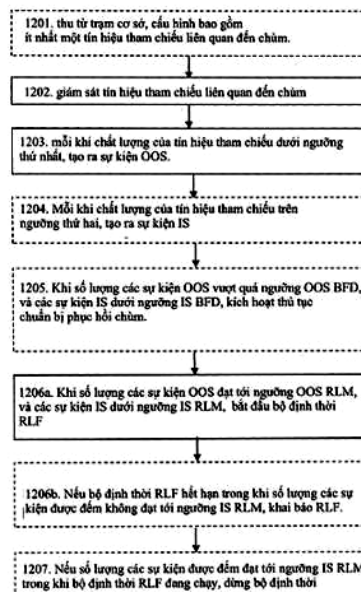 1201. thu từ trạm cơ sở, cấu hình bao gồm
ít nhất một tín hiệu tham chiếu liên quan đến chùm.
1202. giám sát tín hiệu tham chiếu liên quan đến chùm
1203. mỗi khi chất lượng của tín hiệu tham chiếu dưới ngưỡng
thứ nhất, tạo ra sự kiện OOS.
1204. Mỗi khi chất lượng của tín hiệu tham chiếu trên
ngưỡng thứ hai, tạo ra sự kiện IS
1205. Khi số lượng các sự kiện OOS vượt quá ngưỡng OOS BFD,
và các sự kiện IS dưới ngưỡng IS BFD, kích hoạt thủ tục
chuẩn bị phục hồi chùm.
1206a. Khi số lượng các sự kiện OOS đạt tới ngưỡng OOS RLM,
và các sự kiện IS dưới ngưỡng IS RLM, bắt đầu bộ định thời
RLF
1206b. Nếu bộ định thời RLF hết hạn trong khi số lượng các sự
kiện được đếm không đạt tới ngưỡng IS RLM, khai báo RLF.
1207. Nếu số lượng các sự kiện được đếm đạt tới ngưỡng IS RLM
trong khi bộ định thời RLF đang chạy, dừng bộ định thời